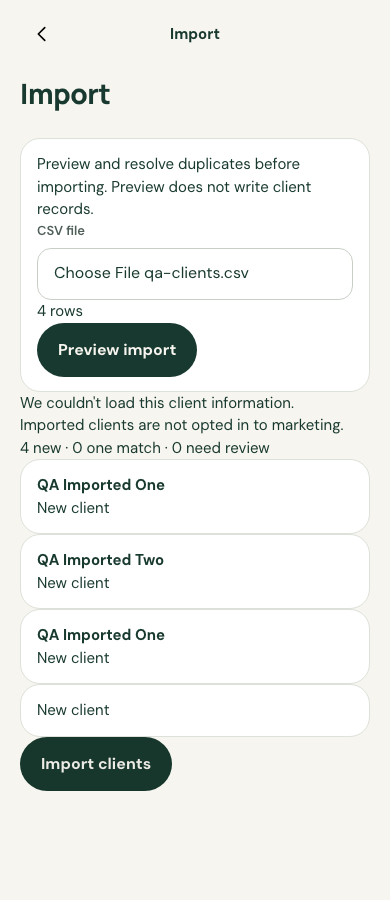 Import
Import
Preview and resolve duplicates before
importing. Preview does not write client
records.
CSV file
Choose File qa-clients.csv
4 rows
Preview import
We couldn't load this client information.
Imported clients are not opted in to marketing.
4 new · 0 one match · 0 need review
QA Imported One
New client
QA Imported Two
New client
QA Imported One
New client
New client
Import clients